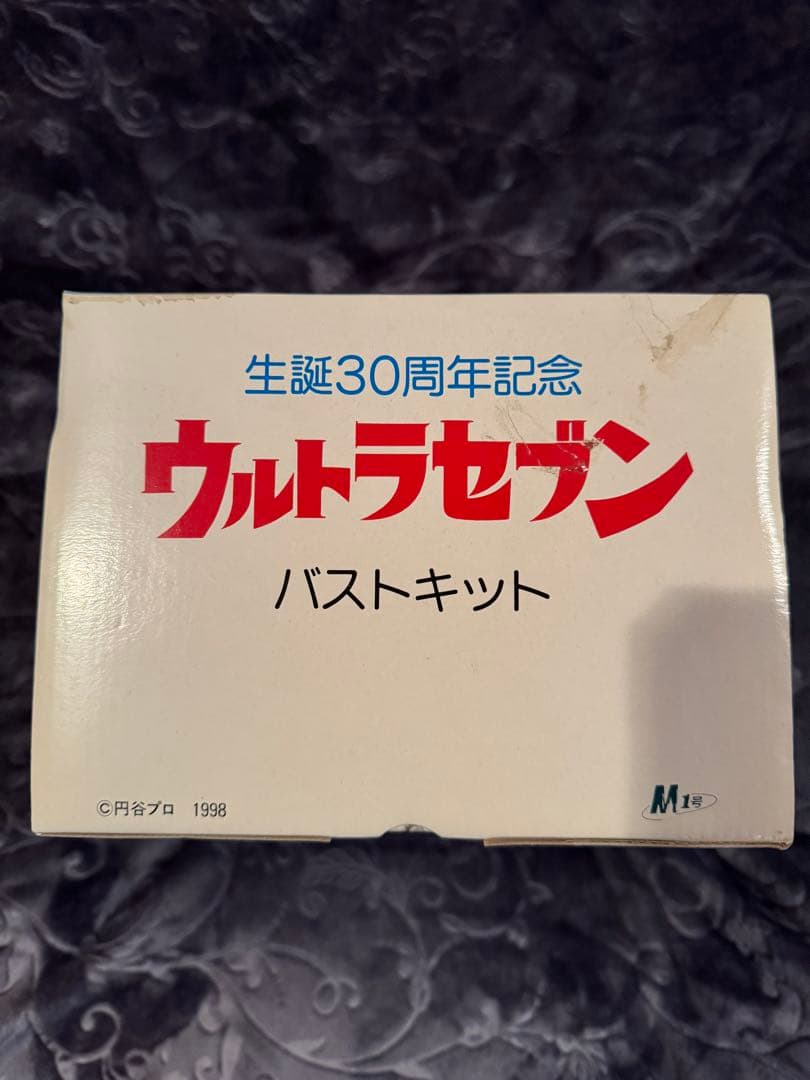 生誕30周年記念
ウルトラセブン
バストキット
©円谷プロ 1998
M1号